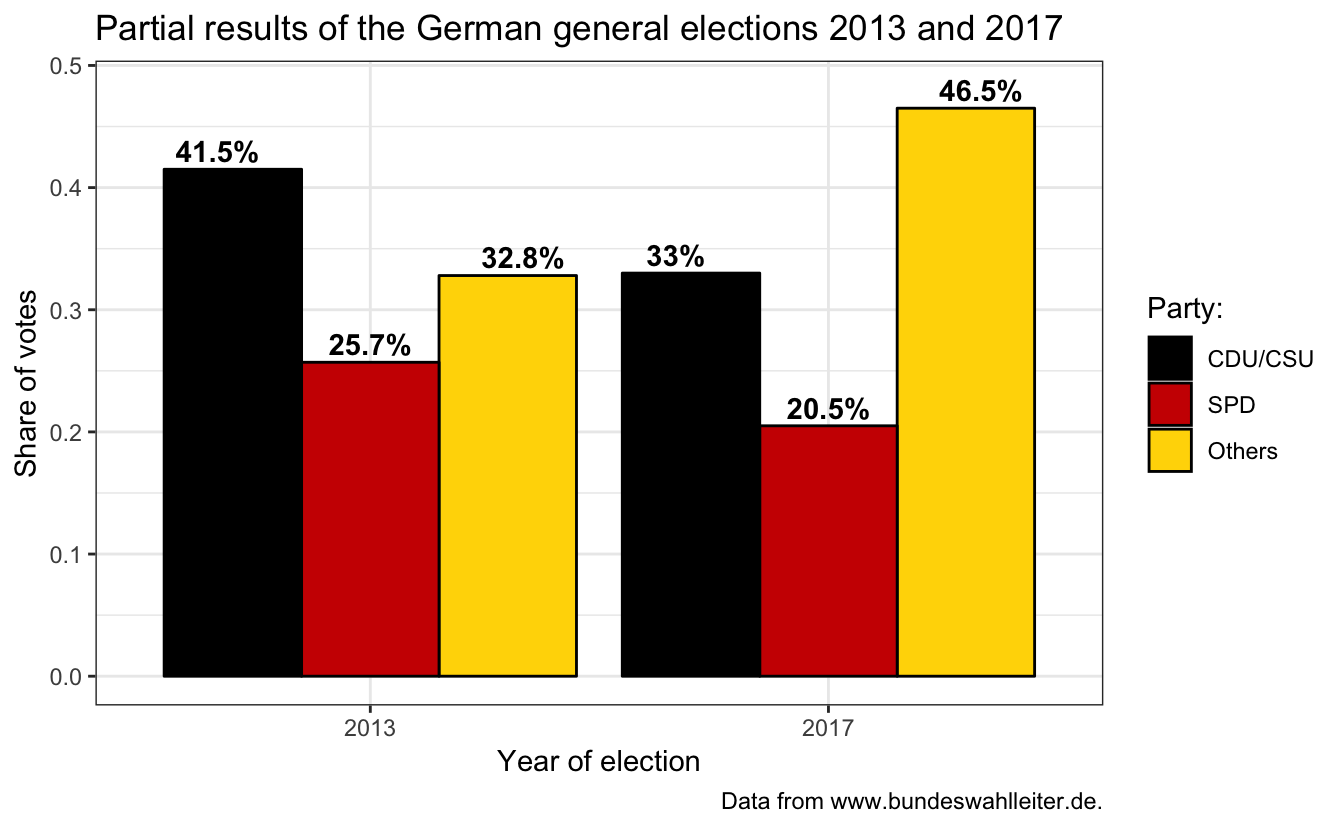 Partial results of the German general elections 2013 and 2017
Share of votes
0.5
0.4
0.3
0.2
0.1
0.0
41.5%
25.7%
32.8%
33%
20.5%
46.5%
2013
2017
Year of election
Party:
CDU/CSU
SPD
Others
Data from www.bundeswahlleiter.de.